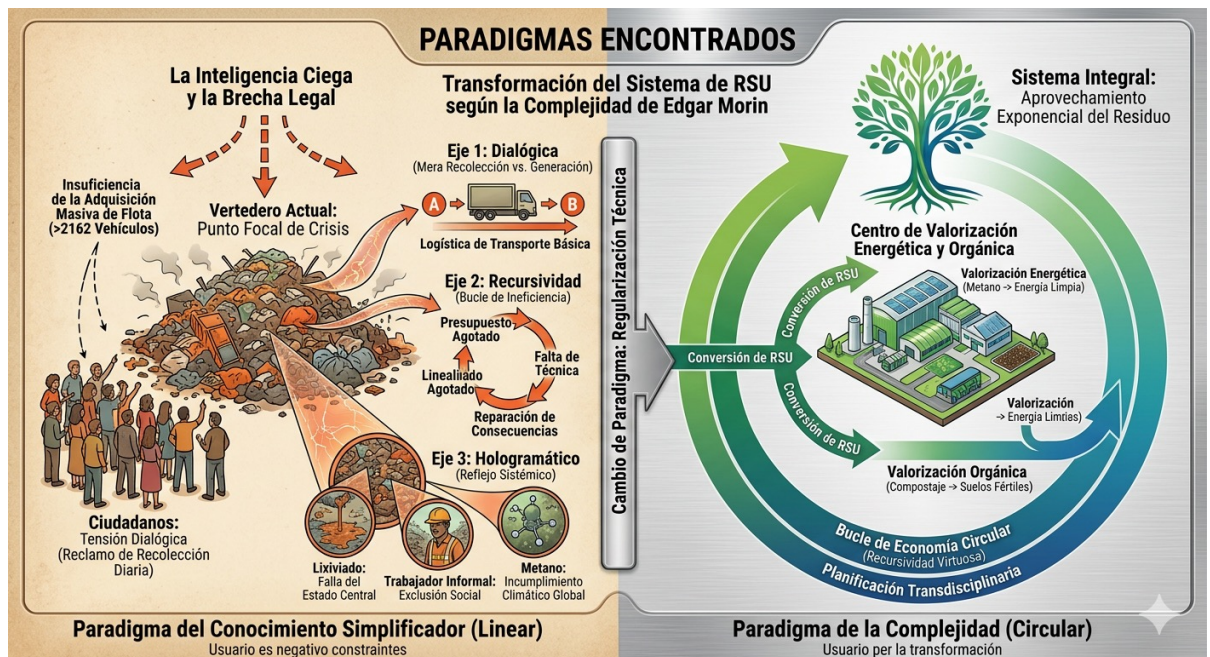 PARADIGMAS ENCONTRADOS
Transformación del Sistema de RSU
según la Complejidad de Edgar Morin
La Inteligencia Ciega
y la Brecha Legal
Insuficiencia
de la Adquisición
Masiva de Flota
(>2162 Vehículos)
Vertedero Actual:
Punto Focal de Crisis
Ciudadanos:
Tensión Dialógica
(Reclamo de Recolección
Diaria)
Eje 1: Dialógica
(Mera Recolección vs. Generación)
A
B
Logística de Transporte Básica
Eje 2: Recursividad
(Bucle de Ineficiencia)
Presupuesto
Agotado
Falta de
Técnica
Reparación de
Consecuencias
Linealiiado
Agotado
Eje 3: Hologramático
(Reflejo Sistémico)
Lixiviado:
Falla del
Estado Central
Trabajador Informal:
Exclusión Social
Metano:
Incumplimiento
Climático Global
Paradigma del Conocimiento Simplificador (Linear)
Usuario es negativo constraintes
Cambio de Paradigma: Regularización Técnica
Sistema Integral:
Aprovechamiento
Exponencial del Residuo
Centro de Valorización
Energética y Orgánica
Valorización Energética
(Metano → Energía Limpia)
Conversión de RSU
Conversión de RSU
Conversión de RSU
Valorización
→ Energía Limties)
Valorización Orgánica
(Compostaje → Suelos Fértiles)
Bucle de Economía Circular
(Recursividad Virtuosa)
Planificación Transdisciplinaria
Paradigma de la Complejidad (Circular)
Usuario per la transformación